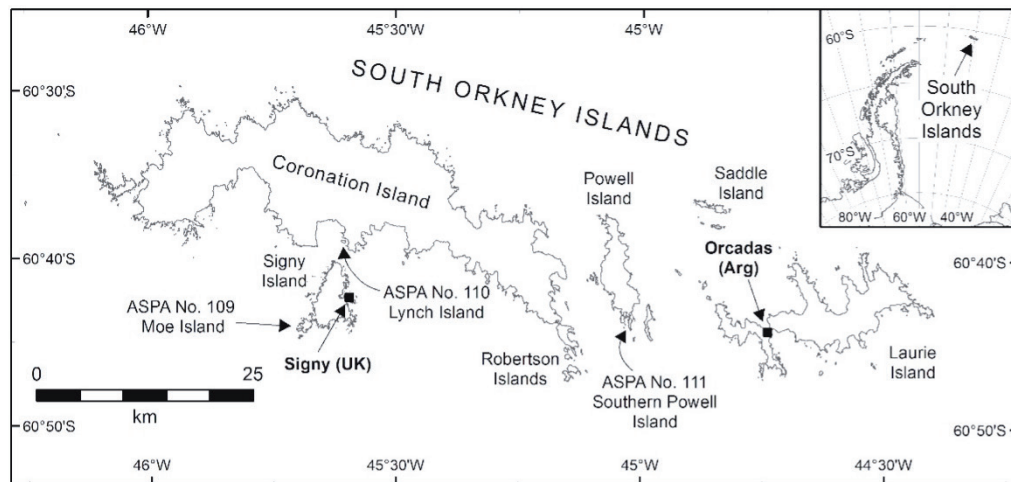 46°W
45°30'W
45°W
60°S
70°S
80°W
60°W
40°W
South
Orkney
Islands
60°30'S
SOUTH ORKNEY ISLANDS
Coronation Island
Powell
Island
Saddle
Island
60°40'S
60°40'S
Signy
Island
Orcadas
(Arg)
ASPA No. 109
Moe Island
ASPA No. 110
Lynch Island
Signy (UK)
Robertson
Islands
ASPA No. 111
Southern Powell
Island
Laurie
Island
0
25
km
60°50'S
60°50'S
46°W
45°30'W
45°W
44°30'W